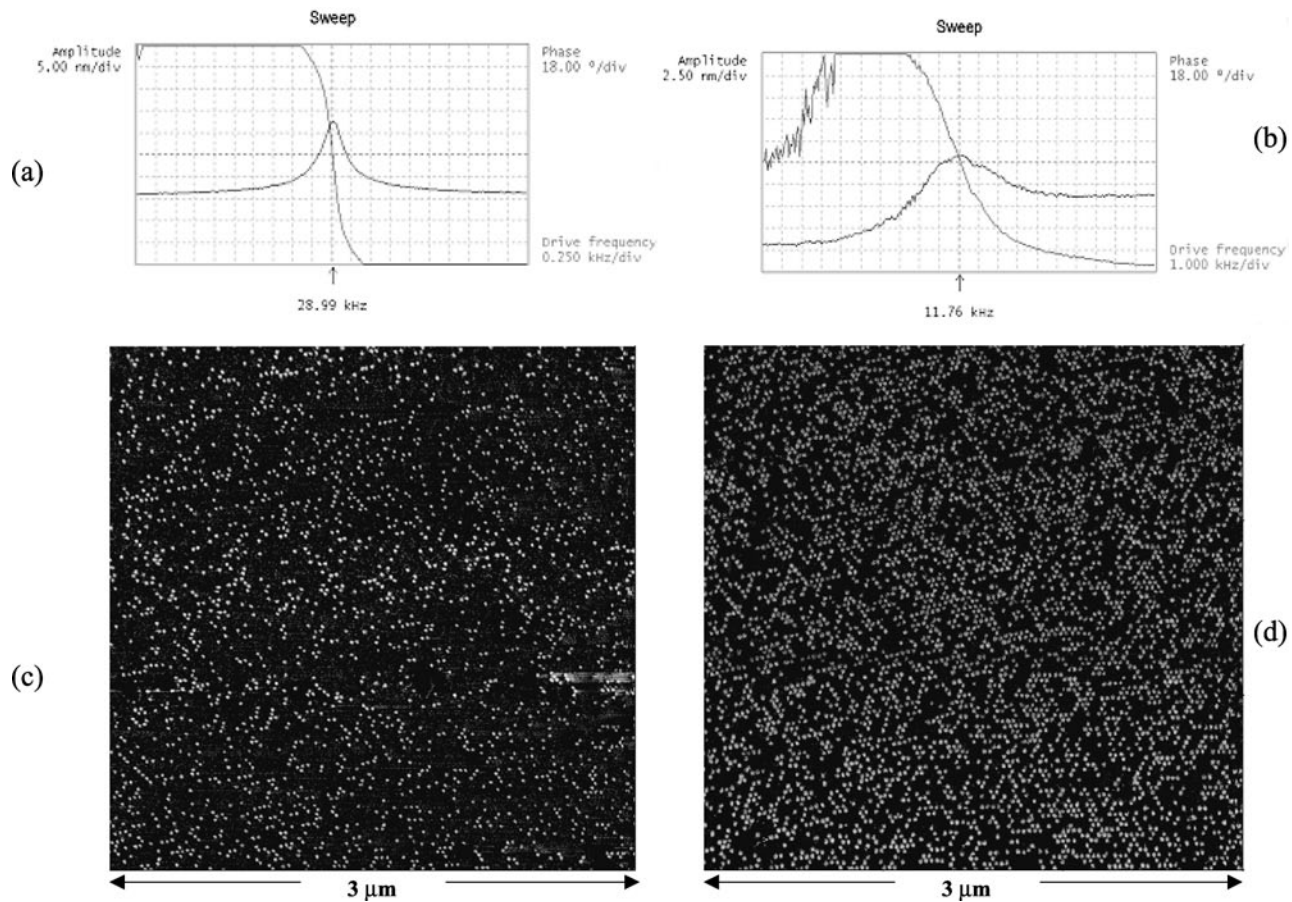 Sweep
Amplitude
5.00 nm/div
Phase
18.00 º/div
(a)
Drive frequency
0.250 kHz/div
28.99 kHz
Sweep
Amplitude
2.50 nm/div
Phase
18.00 º/div
(b)
Drive frequency
1.000 kHz/div
11.76 kHz
(c)
(d)
3 μm
3 μm